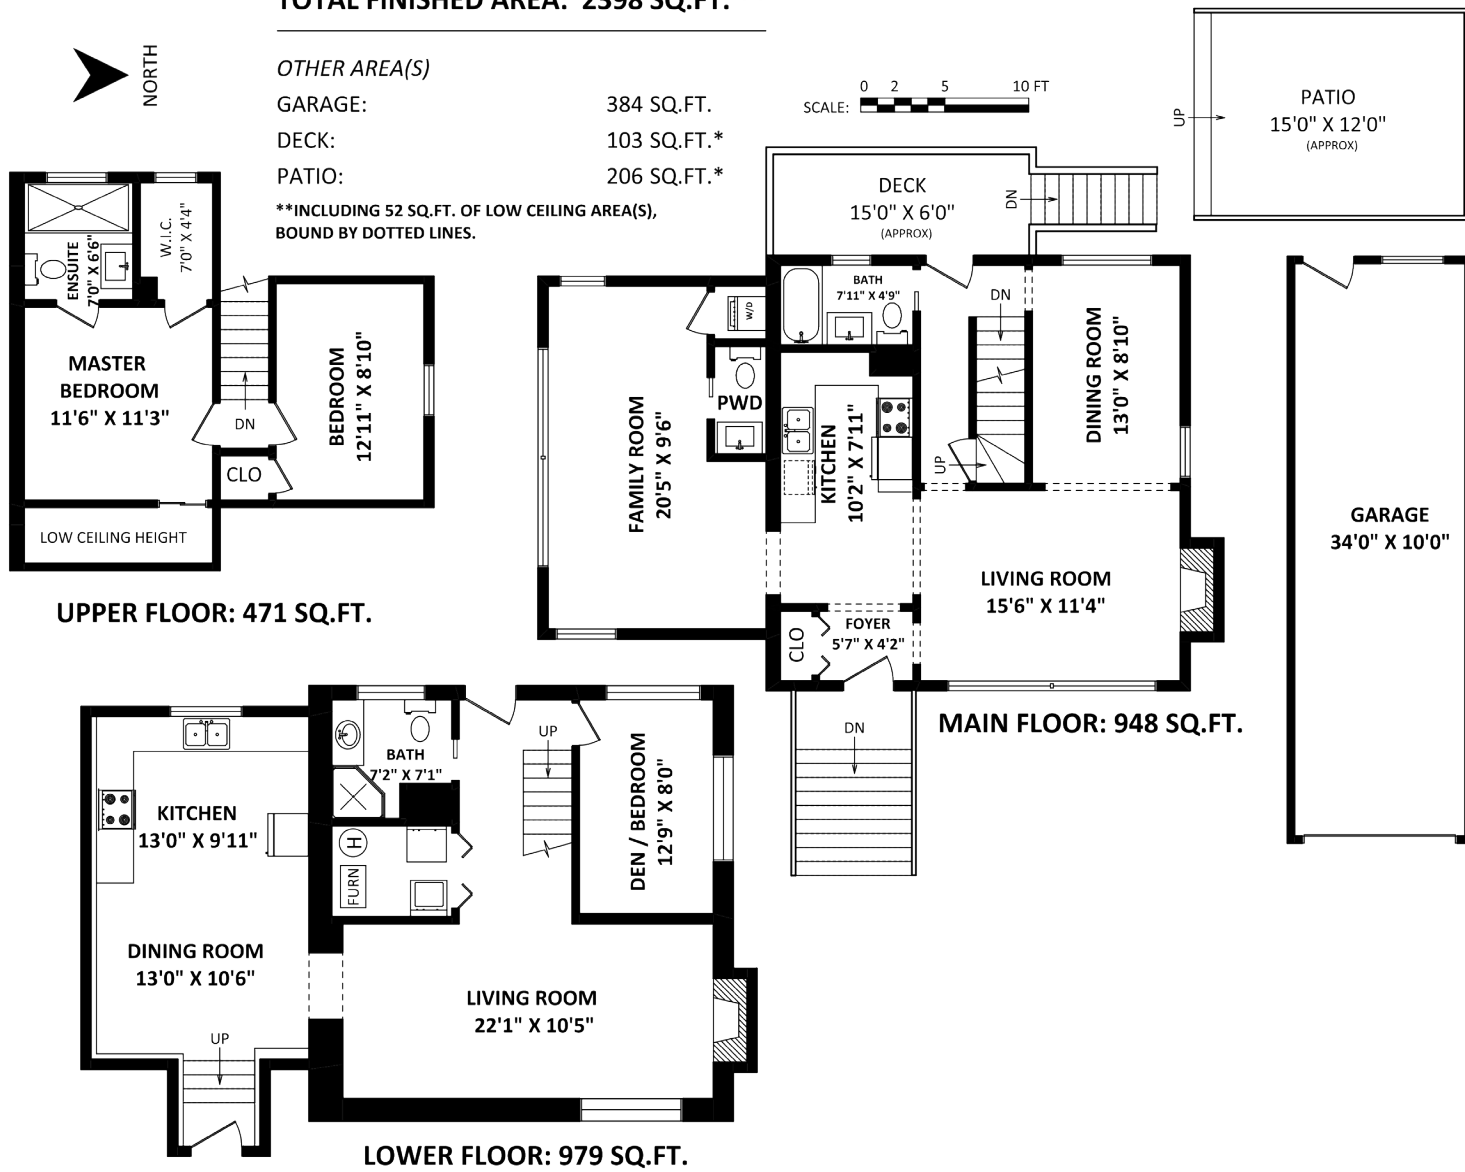 TOTAL FINISHED AREA: 2398 SQ.FT.
OTHER AREA(S)
GARAGE: 384 SQ.FT.
DECK: 103 SQ.FT.*
PATIO: 206 SQ.FT.*
**INCLUDING 52 SQ.FT. OF LOW CEILING AREA(S),
BOUND BY DOTTED LINES.
NORTH
SCALE: 0 2 5 10 FT
UP
PATIO
15'0" X 12'0"
(APPROX)
DECK
15'0" X 6'0"
(APPROX)
DN
ENSUITE
7'0" X 6'6"
W.I.C.
7'0" X 4'4"
MASTER
BEDROOM
11'6" X 11'3"
DN
BEDROOM
12'11" X 8'10"
CLO
LOW CEILING HEIGHT
UPPER FLOOR: 471 SQ.FT.
FAMILY ROOM
20'5" X 9'6"
W/D
PWD
BATH
7'11" X 4'9"
KITCHEN
10'2" X 7'11"
DN
UP
DINING ROOM
13'0" X 8'10"
LIVING ROOM
15'6" X 11'4"
CLO
FOYER
5'7" X 4'2"
DN
MAIN FLOOR: 948 SQ.FT.
GARAGE
34'0" X 10'0"
KITCHEN
13'0" X 9'11"
DINING ROOM
13'0" X 10'6"
UP
BATH
7'2" X 7'1"
H
FURN
UP
DEN / BEDROOM
12'9" X 8'0"
LIVING ROOM
22'1" X 10'5"
LOWER FLOOR: 979 SQ.FT.